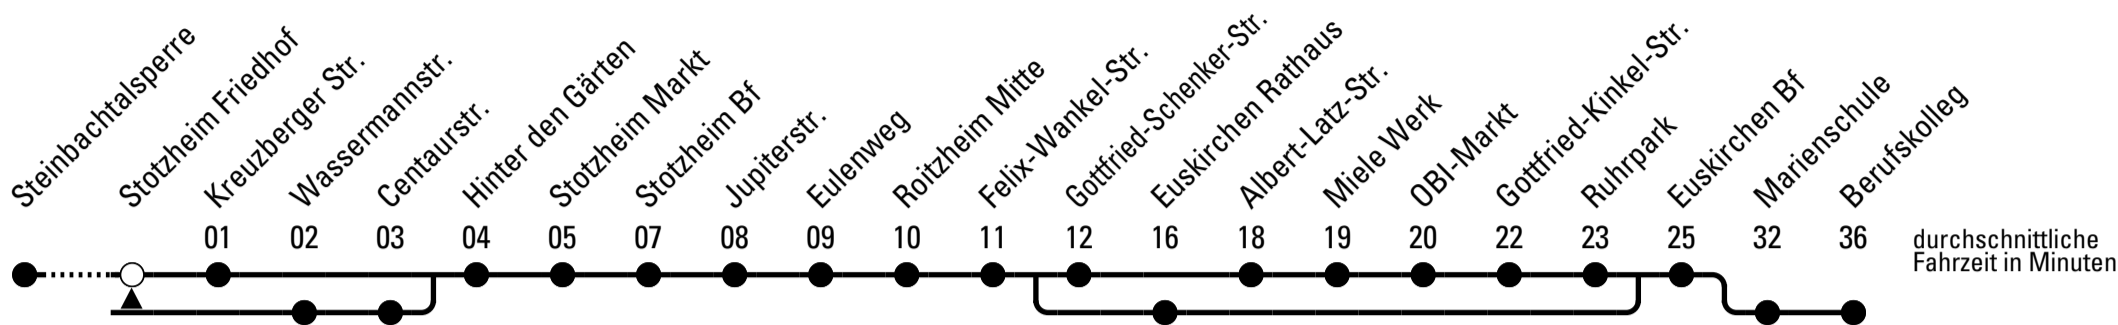 Steinbachtalsperre
Stotzheim Friedhof
Kreuzberger Str.
Wassermannstr.
Centaurstr.
Hinter den Gärten
Stotzheim Markt
Stotzheim Bf
Jupiterstr.
Eulenweg
Roitzheim Mitte
Felix-Wankel-Str.
Gottfried-Schenker-Str.
Euskirchen Rathaus
Albert-Latz-Str.
Miele Werk
OBI-Markt
Gottfried-Kinkel-Str.
Ruhrpark
Euskirchen Bf
Marienschule
Berufskolleg
01 02 03 04 05 07 08 09 10 11 12 16 18 19 20 22 23 25 32 36
durchschnittliche
Fahrzeit in Minuten